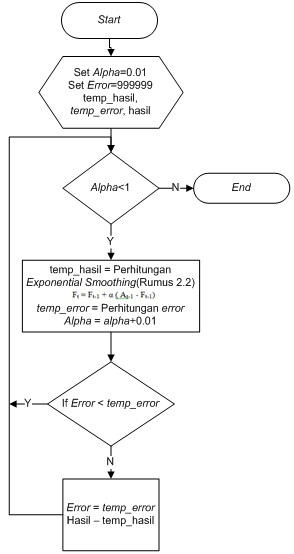 Start
Set Alpha=0.01
Set Error=999999
temp_hasil,
temp_error, hasil
Alpha<1
N
End
Y
temp_hasil = Perhitungan
Exponential Smoothing(Rumus 2.2)
Ft = Ft-1 + α ( At-1 - Ft-1)
temp_error = Perhitungan error
Alpha = alpha+0.01
If Error < temp_error
Y
N
Error = temp_error
Hasil – temp_hasil